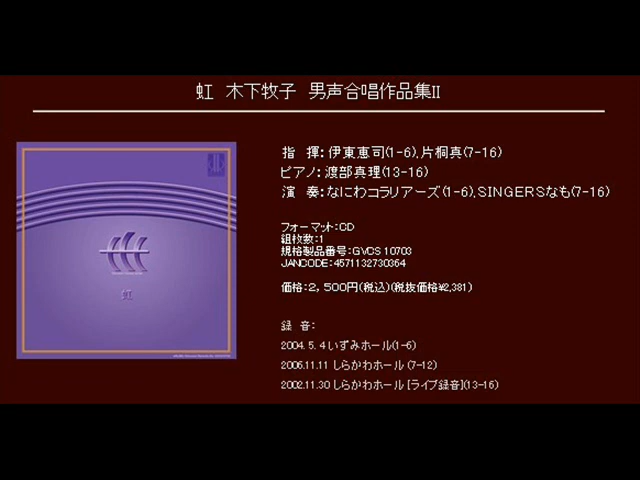 虹 木下牧子 男声合唱作品集II
指 揮: 伊東恵司(1-6),片桐真(7-16)
ピアノ: 渡部真理(13-16)
演 奏: なにわコラリアーズ(1-6),SINGERSなも(7-16)
フォーマット:CD
組枚数:1
規格製品番号:GVCS 10703
JANCODE:4571132730364
価格:2,500円(税込)(税抜価格¥2,381)
録 音:
2004. 5. 4 いずみホール(1-6)
2006.11.11 しらかわホール (7-12)
2002.11.30 しらかわホール [ライブ録音](13-16)
虹